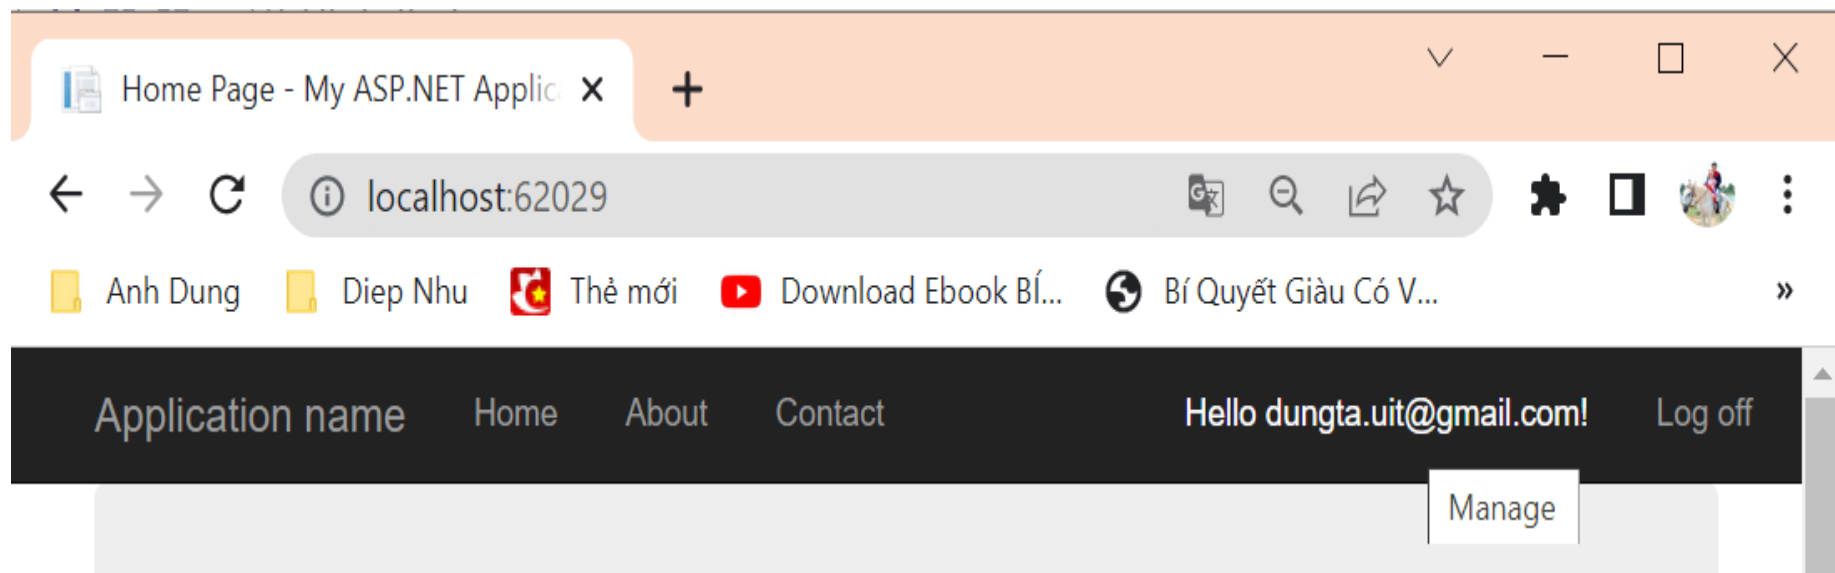 Home Page - My ASP.NET Applic
localhost:62029
Anh Dung Diep Nhu Thẻ mới Download Ebook BÍ... Bí Quyết Giàu Có V... »
Application name Home About Contact Hello dungta.uit@gmail.com! Log off
Manage